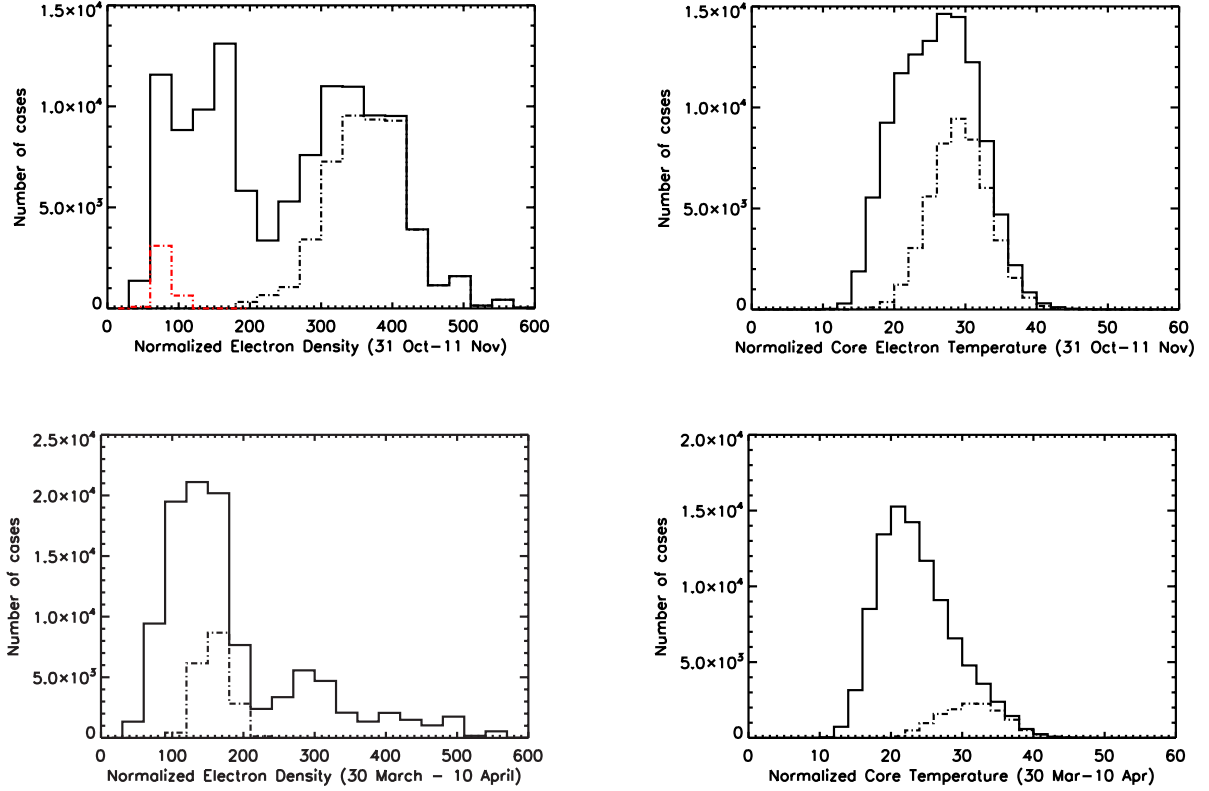 1.5×10⁴
1.0×10⁴
5.0×10³
0
Number of cases
0 100 200 300 400 500 600
Normalized Electron Density (31 Oct−11 Nov)
1.5×10⁴
1.0×10⁴
5.0×10³
0
Number of cases
0 10 20 30 40 50 60
Normalized Core Electron Temperature (31 Oct−11 Nov)
2.5×10⁴
2.0×10⁴
1.5×10⁴
1.0×10⁴
5.0×10³
0
Number of cases
0 100 200 300 400 500 600
Normalized Electron Density (30 March − 10 April)
2.0×10⁴
1.5×10⁴
1.0×10⁴
5.0×10³
0
Number of cases
0 10 20 30 40 50 60
Normalized Core Temperature (30 Mar−10 Apr)